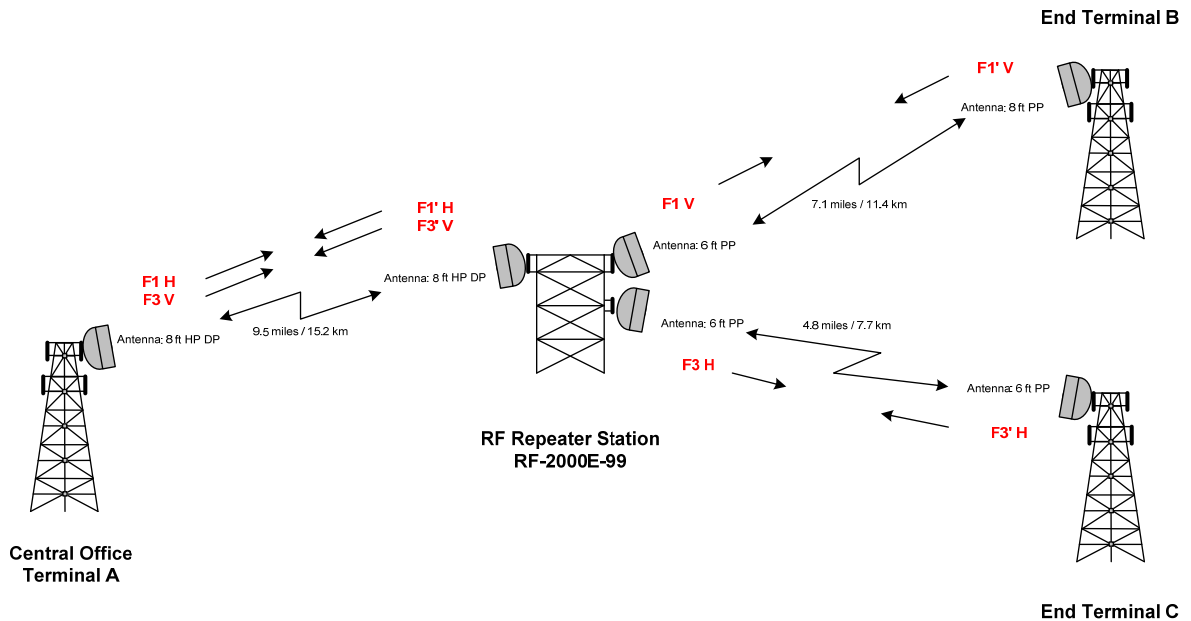 End Terminal B
F1' V
Antenna: 8 ft PP
F1 V
7.1 miles / 11.4 km
F1' H
F3' V
Antenna: 6 ft PP
F1 H
F3 V
Antenna: 8 ft HP DP
9.5 miles / 15.2 km
Antenna: 8 ft HP DP
Antenna: 6 ft PP
4.8 miles / 7.7 km
F3 H
Antenna: 6 ft PP
F3' H
RF Repeater Station
RF-2000E-99
Central Office
Terminal A
End Terminal C